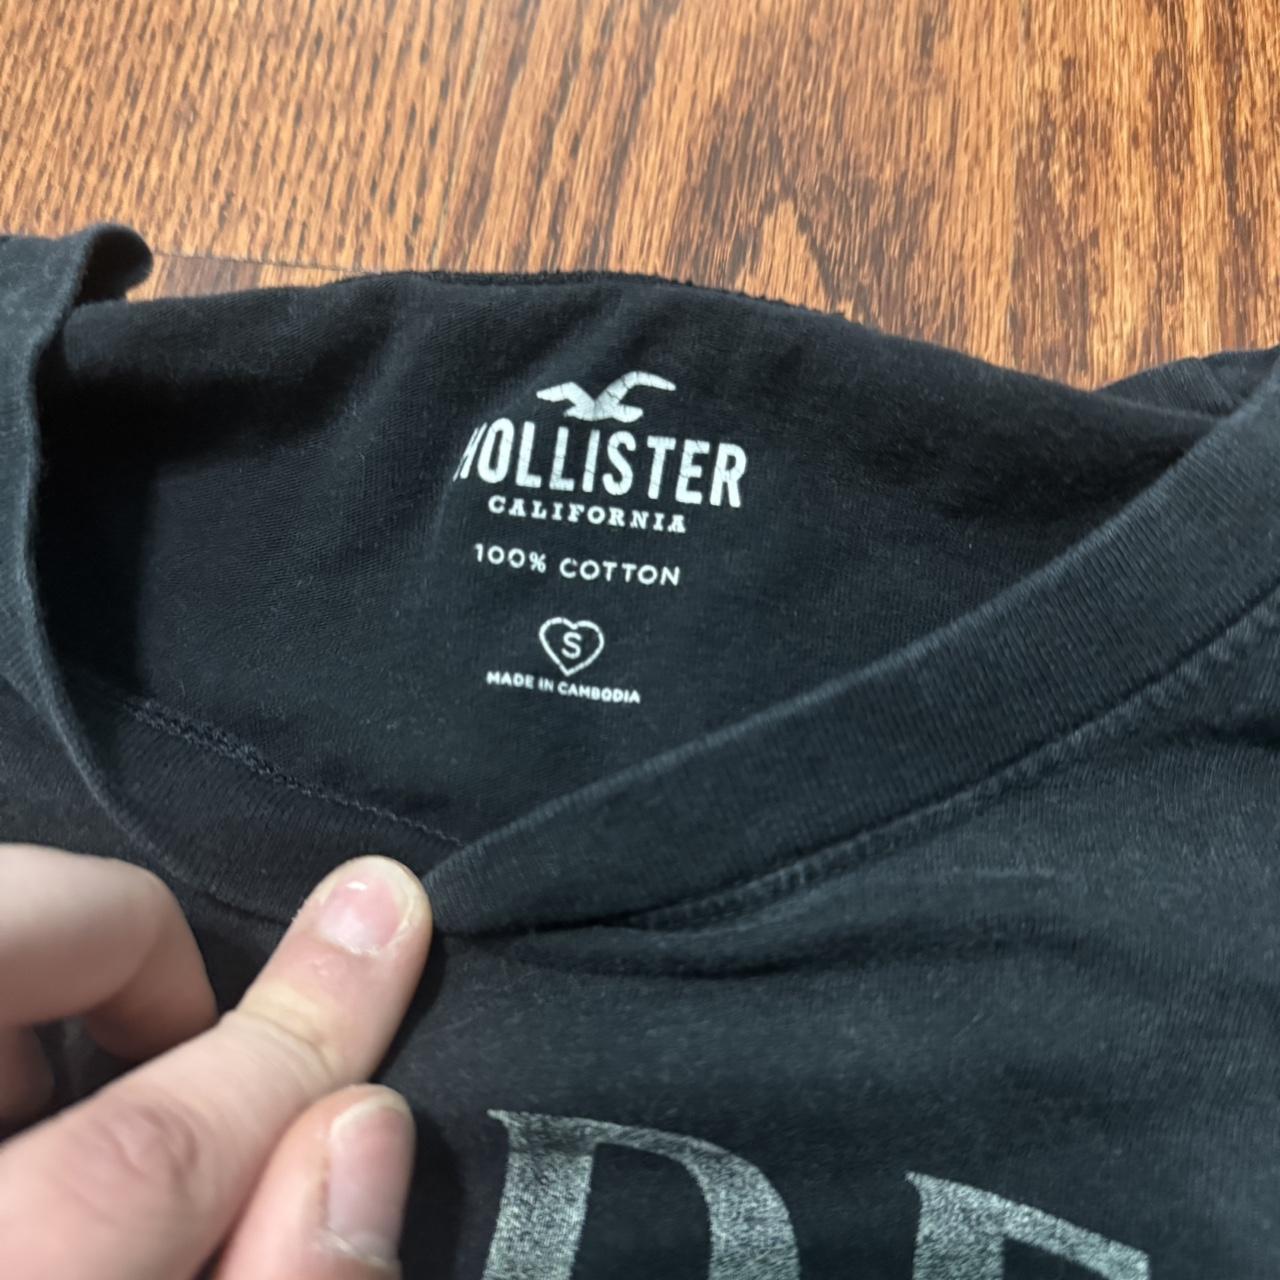 HOLLISTER
CALIFORNIA
100% COTTON
S
MADE IN CAMBODIA